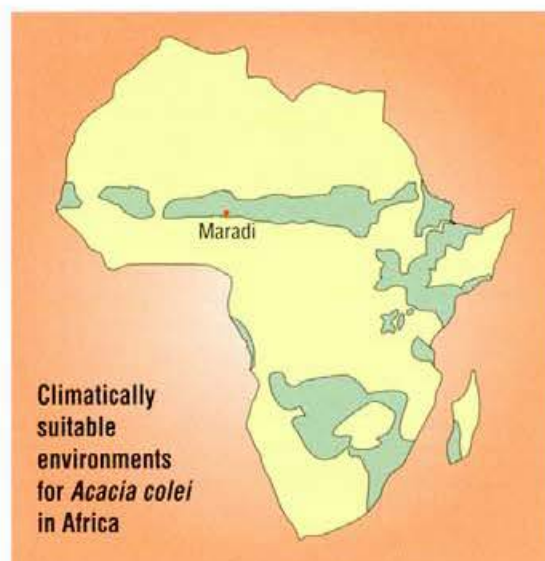 Maradi
Climatically
suitable
environments
for Acacia colei
in Africa